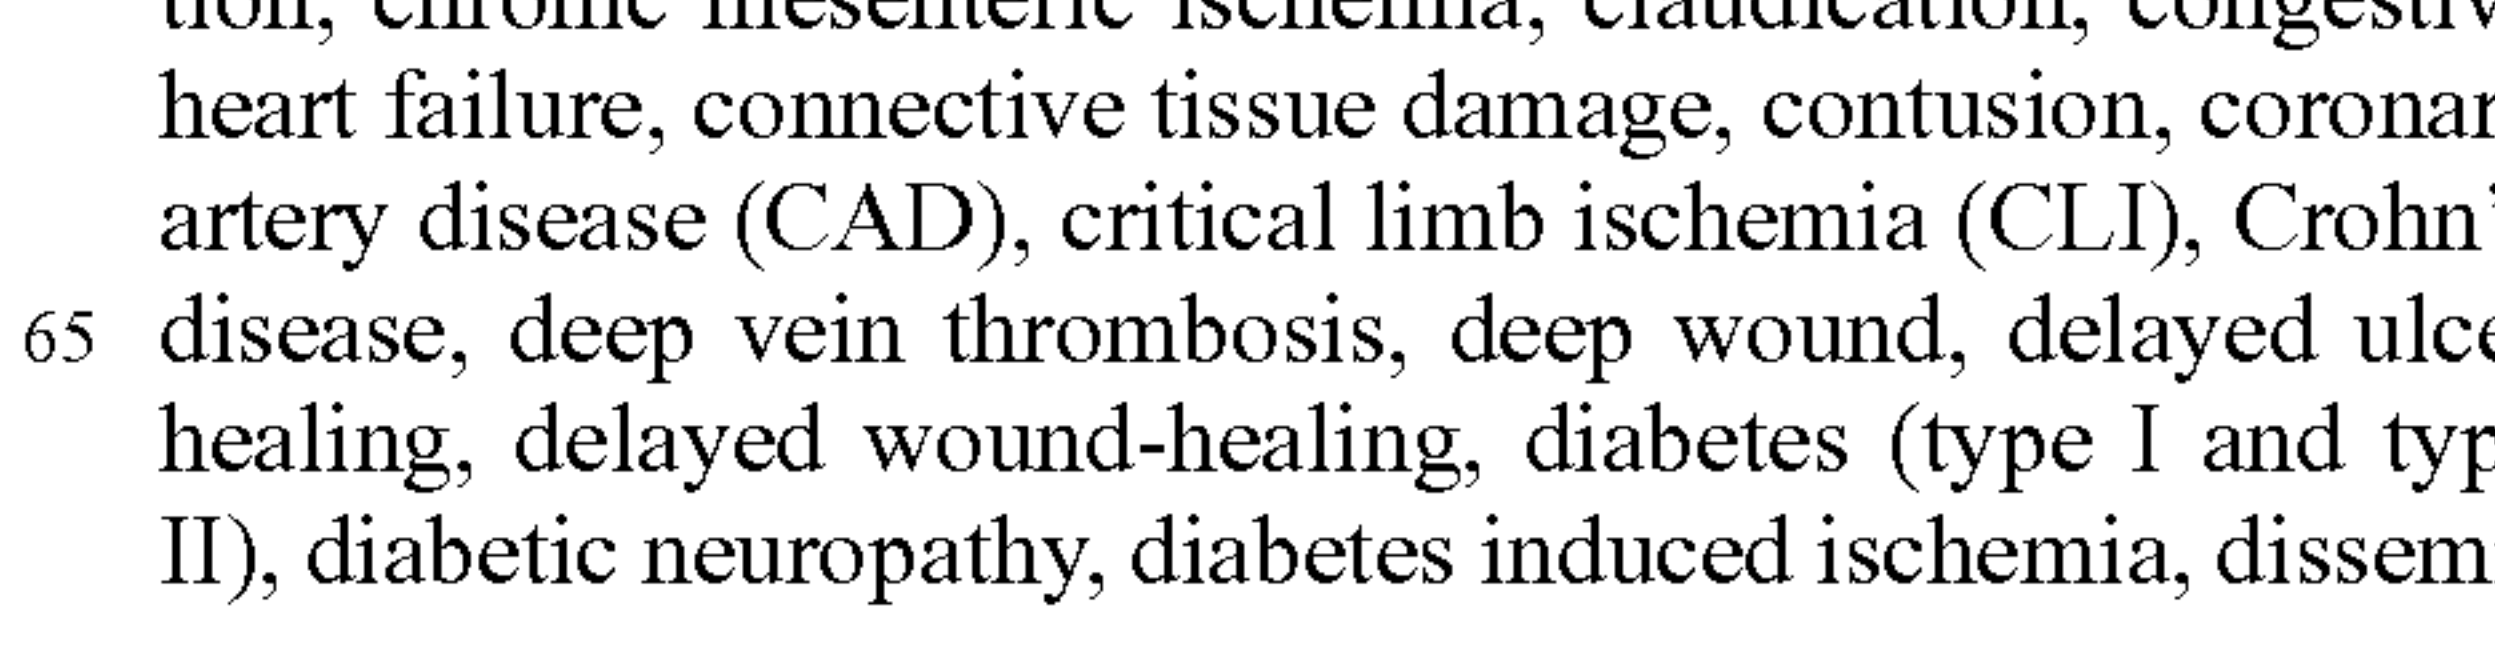 tion, chronic mesenteric ischemia, claudication, congestiv
heart failure, connective tissue damage, contusion, coronar
artery disease (CAD), critical limb ischemia (CLI), Crohn'
65 disease, deep vein thrombosis, deep wound, delayed ulce
healing, delayed wound-healing, diabetes (type I and typ
II), diabetic neuropathy, diabetes induced ischemia, dissem